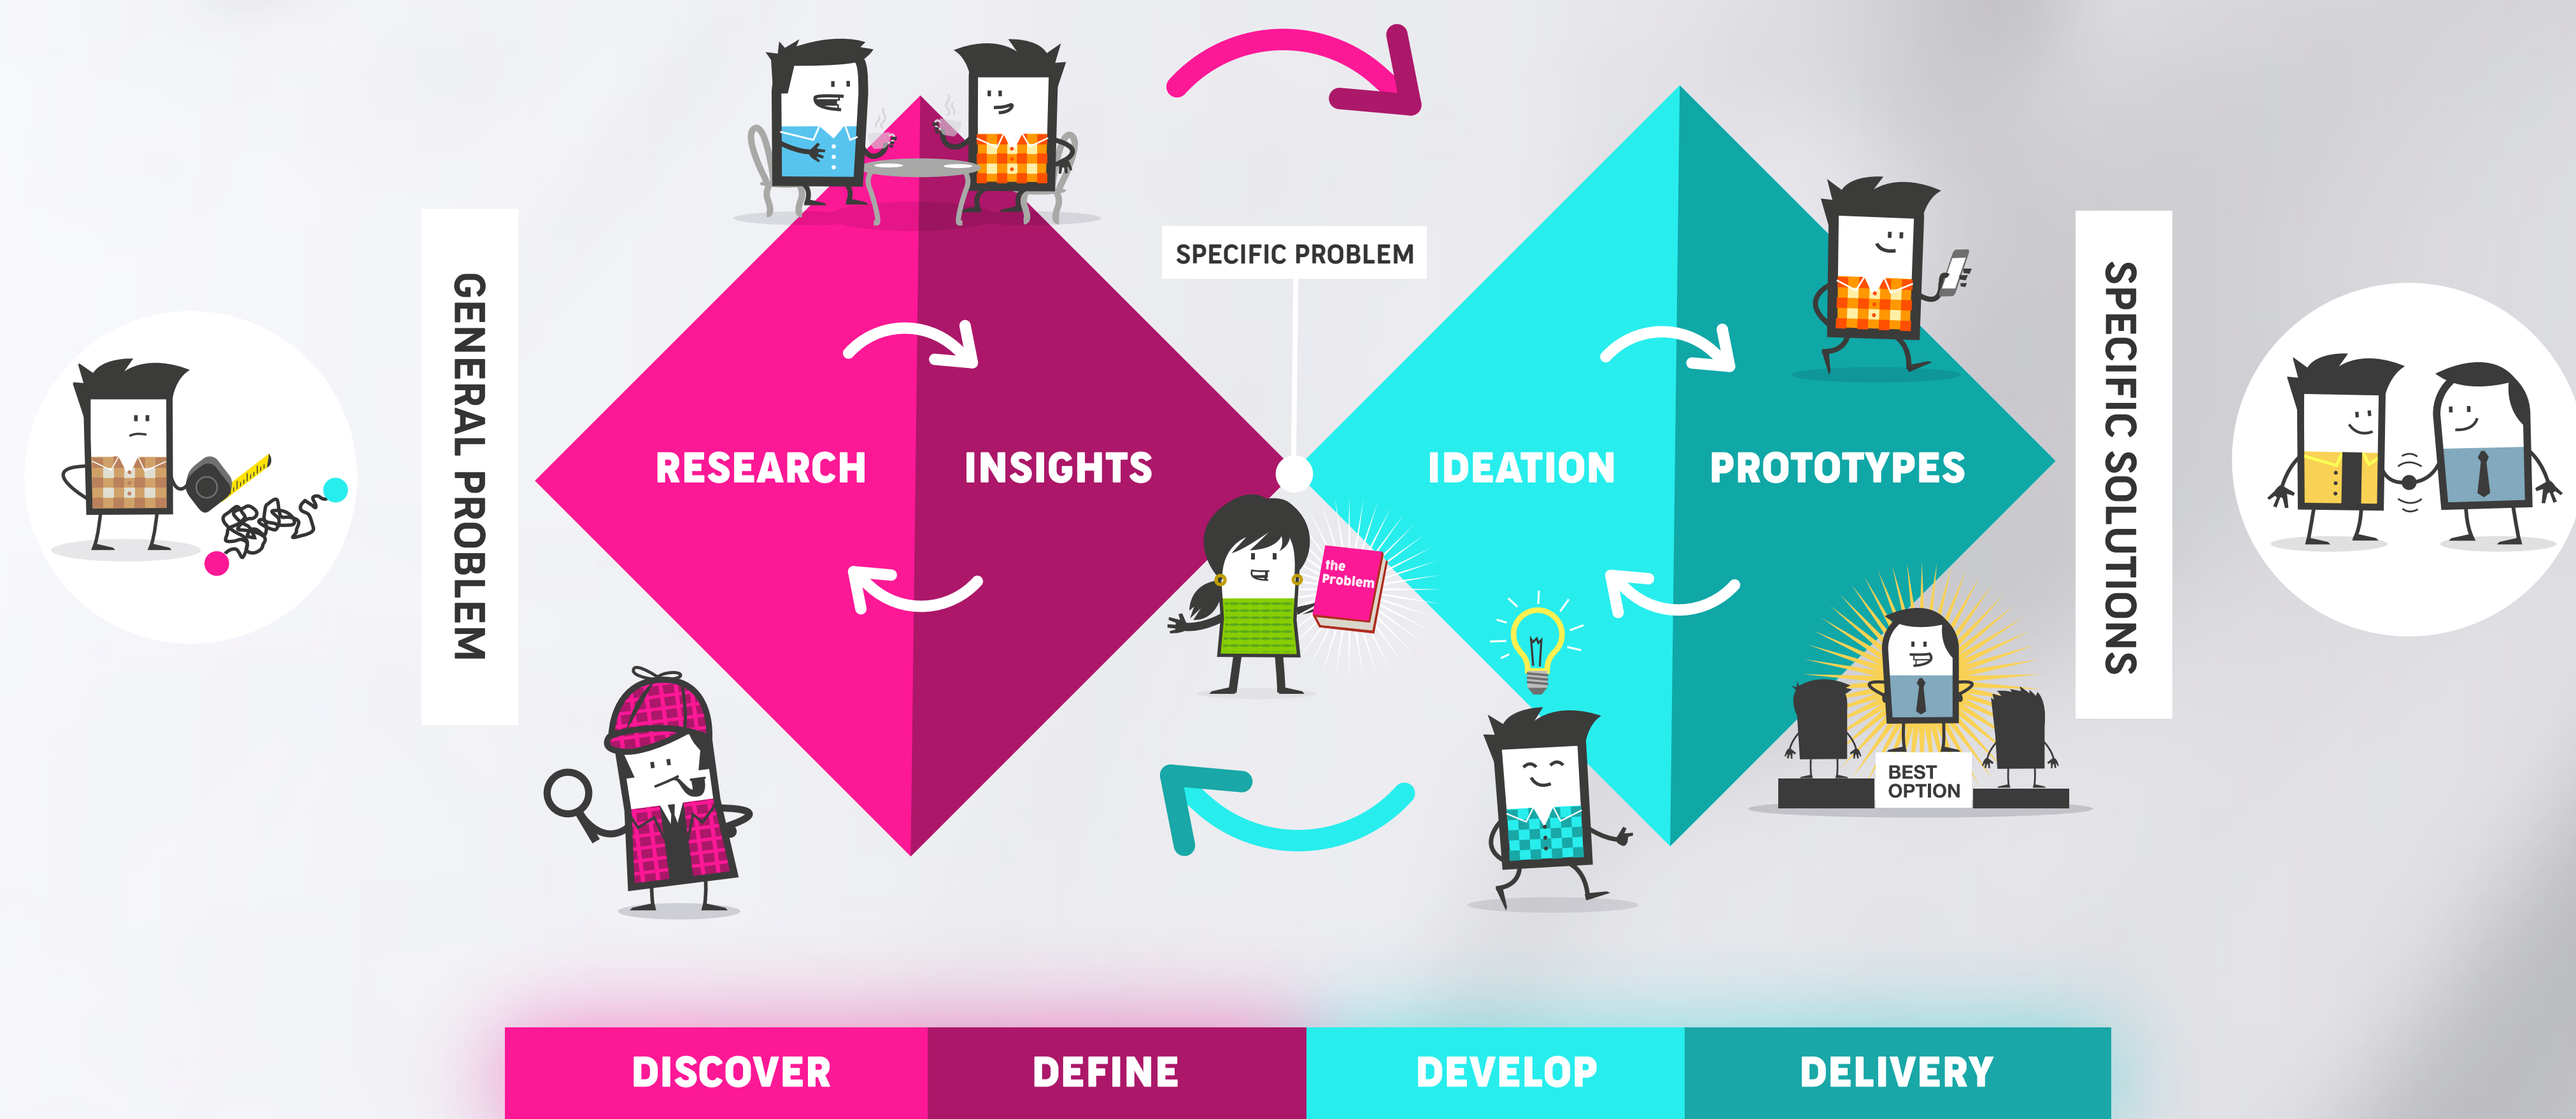 GENERAL PROBLEM
RESEARCH
INSIGHTS
SPECIFIC PROBLEM
the
Problem
IDEATION
PROTOTYPES
BEST
OPTION
SPECIFIC SOLUTIONS
DISCOVER
DEFINE
DEVELOP
DELIVERY